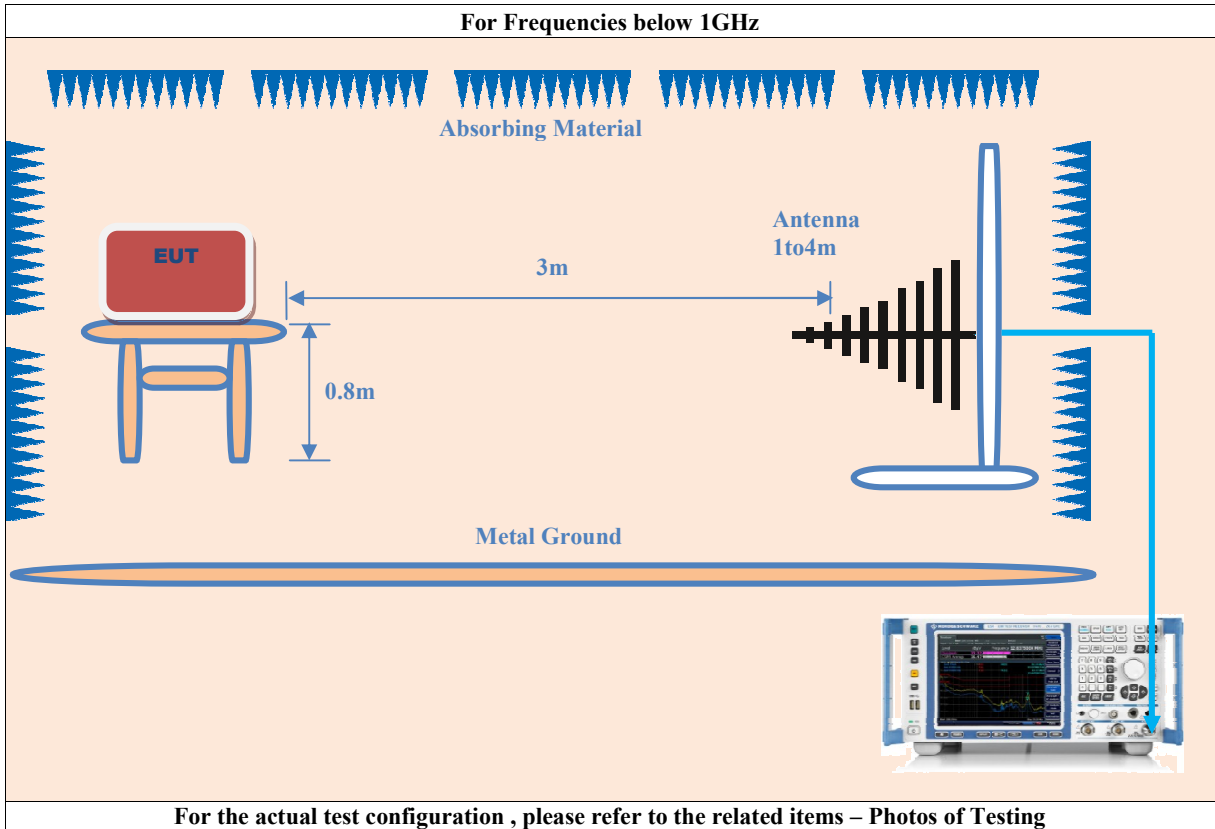 For Frequencies below 1GHz
Absorbing Material
Antenna
1to4m
EUT
3m
0.8m
Metal Ground
For the actual test configuration , please refer to the related items – Photos of Testing